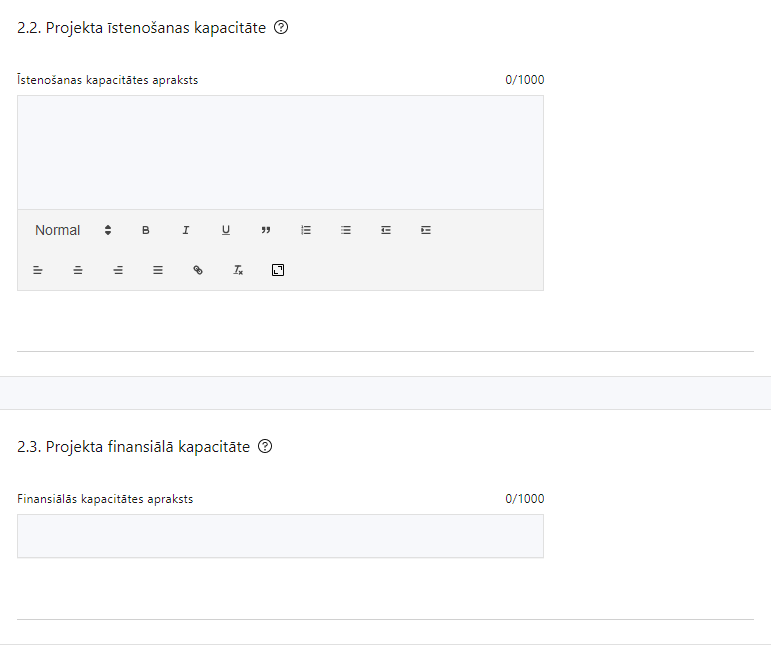 2.2. Projekta īstenošanas kapacitāte
Īstenošanas kapacitātes apraksts 0/1000
Normal
2.3. Projekta finansiālā kapacitāte
Finansiālās kapacitātes apraksts 0/1000